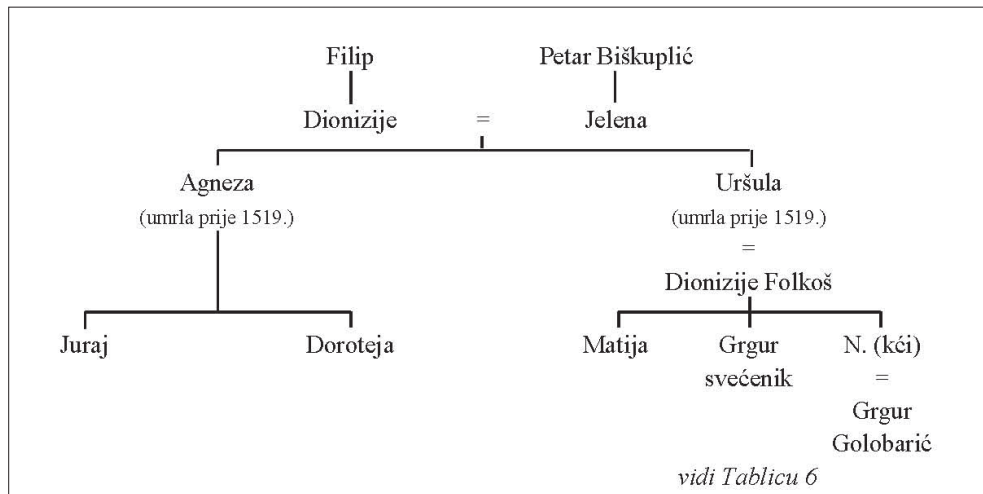 Filip Petar Biškuplić
Dionizije = Jelena
Agneza Uršula
(umrla prije 1519.) (umrla prije 1519.)
=
Dionizije Folkoš
Juraj Doroteja Matija Grgur N. (kći)
svećenik =
Grgur
Golobarić
vidi Tablicu 6